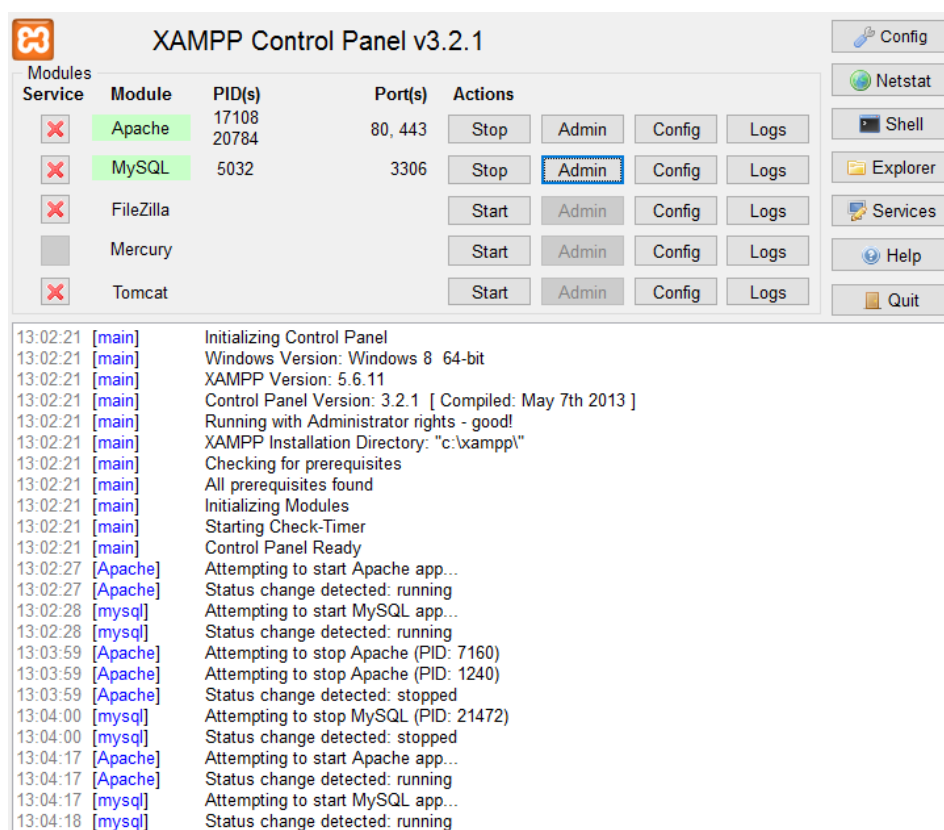 XAMPP Control Panel v3.2.1
Config
Modules
Netstat
Service Module PID(s) Port(s) Actions
Shell
Apache 17108 20784 80, 443 Stop Admin Config Logs
MySQL 5032 3306 Stop Admin Config Logs
Explorer
FileZilla Start Admin Config Logs
Services
Mercury Start Admin Config Logs
Help
Tomcat Start Admin Config Logs
Quit
13:02:21 [main] Initializing Control Panel
13:02:21 [main] Windows Version: Windows 8 64-bit
13:02:21 [main] XAMPP Version: 5.6.11
13:02:21 [main] Control Panel Version: 3.2.1 [ Compiled: May 7th 2013 ]
13:02:21 [main] Running with Administrator rights - good!
13:02:21 [main] XAMPP Installation Directory: "c:\xampp\"
13:02:21 [main] Checking for prerequisites
13:02:21 [main] All prerequisites found
13:02:21 [main] Initializing Modules
13:02:21 [main] Starting Check-Timer
13:02:21 [main] Control Panel Ready
13:02:27 [Apache] Attempting to start Apache app...
13:02:27 [Apache] Status change detected: running
13:02:28 [mysql] Attempting to start MySQL app...
13:02:28 [mysql] Status change detected: running
13:03:59 [Apache] Attempting to stop Apache (PID: 7160)
13:03:59 [Apache] Attempting to stop Apache (PID: 1240)
13:03:59 [Apache] Status change detected: stopped
13:04:00 [mysql] Attempting to stop MySQL (PID: 21472)
13:04:00 [mysql] Status change detected: stopped
13:04:17 [Apache] Attempting to start Apache app...
13:04:17 [Apache] Status change detected: running
13:04:17 [mysql] Attempting to start MySQL app...
13:04:18 [mysql] Status change detected: running